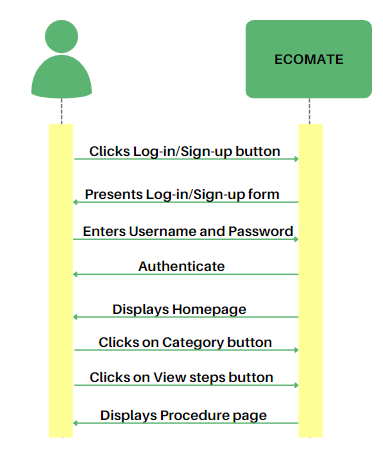 ECOMATE
Clicks Log-in/Sign-up button
Presents Log-in/Sign-up form
Enters Username and Password
Authenticate
Displays Homepage
Clicks on Category button
Clicks on View steps button
Displays Procedure page